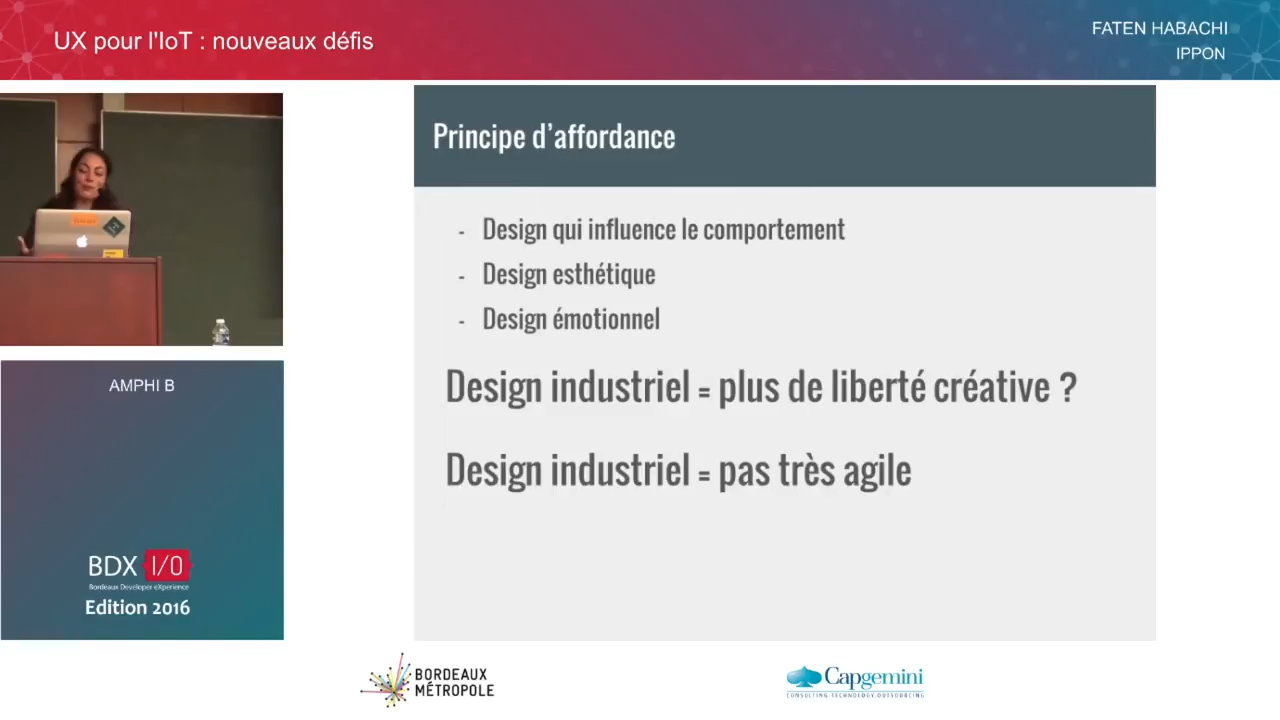 UX pour l'IoT : nouveaux défis
FATEN HABACHI
IPPON
Principe d'affordance
- Design qui influence le comportement
- Design esthétique
- Design émotionnel
Design industriel = plus de liberté créative ?
Design industriel = pas très agile
AMPHI B
BDX I/O
Bordeaux Developer eXperience
Edition 2016
BORDEAUX
MÉTROPOLE
Capgemini
CONSULTING.TECHNOLOGY.OUTSOURCING